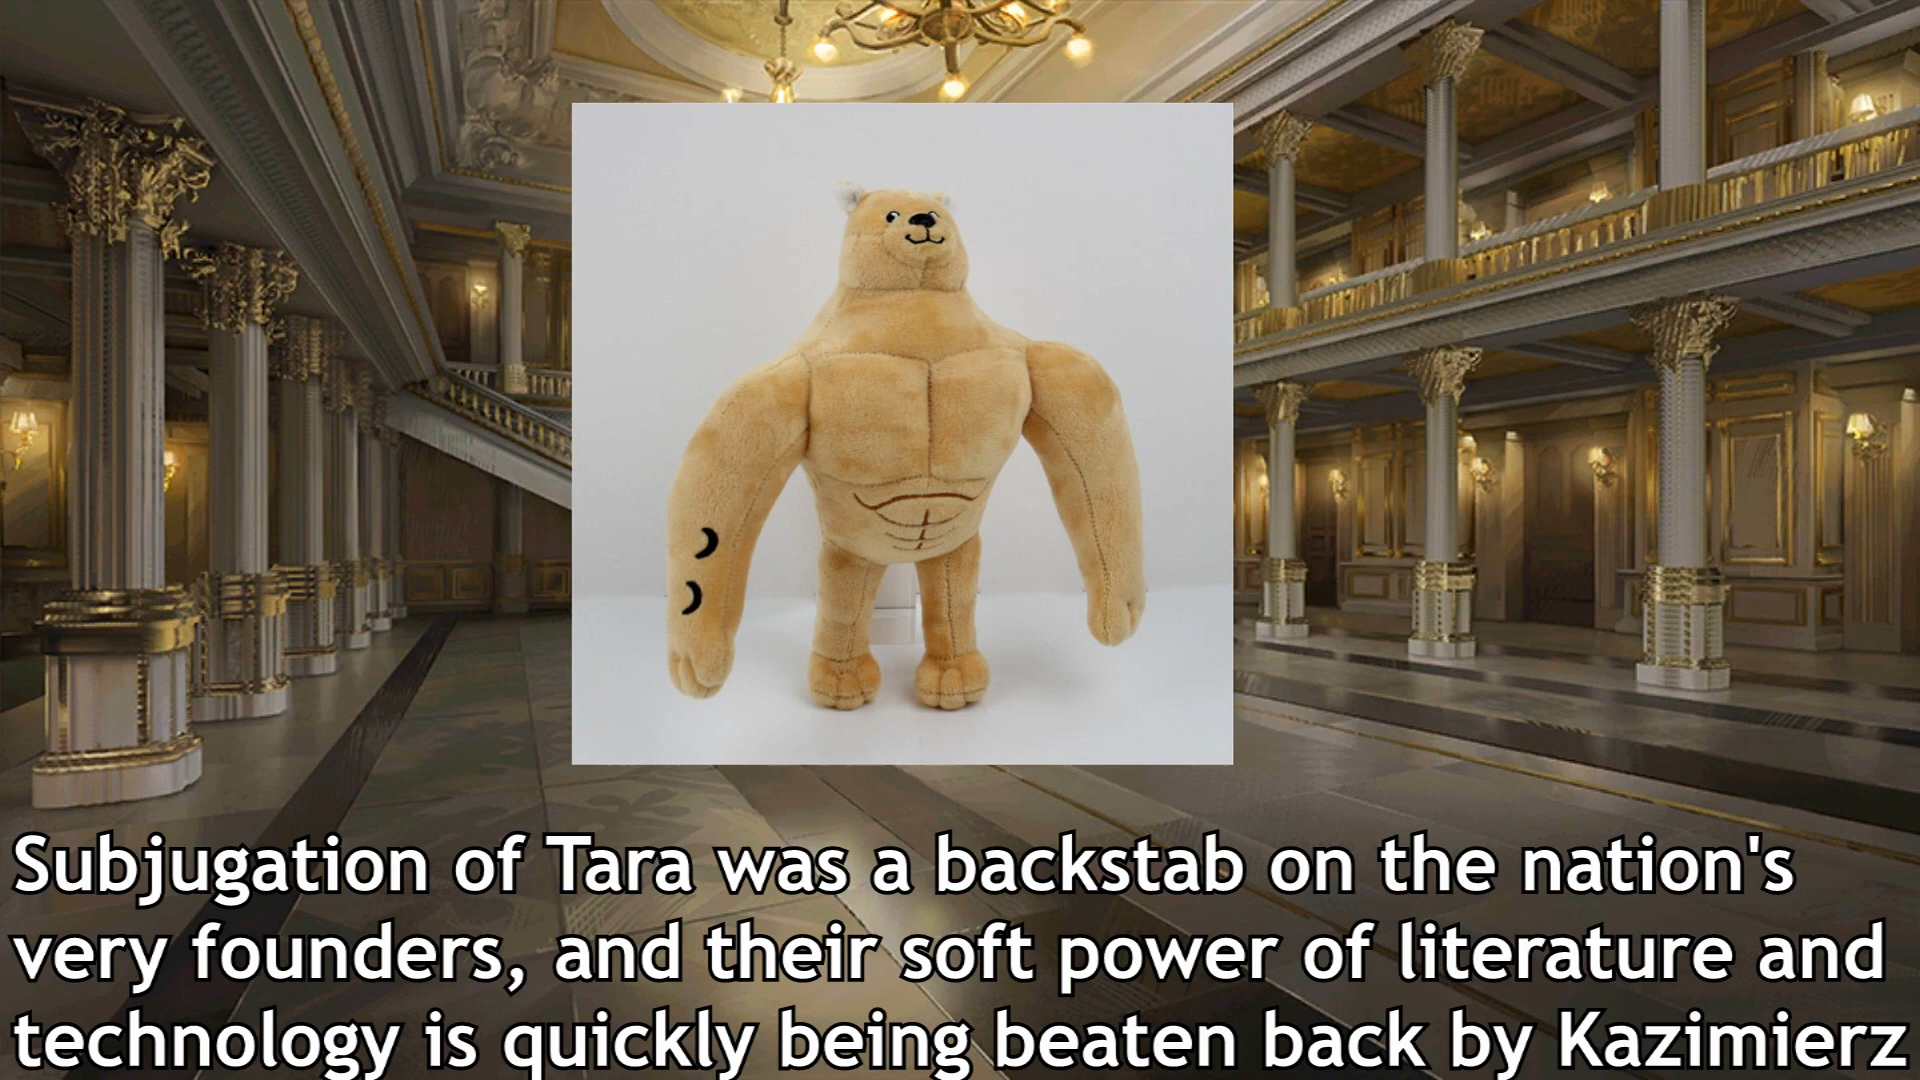 Subjugation of Tara was a backstab on the nation's
very founders, and their soft power of literature and
technology is quickly being beaten back by Kazimierz